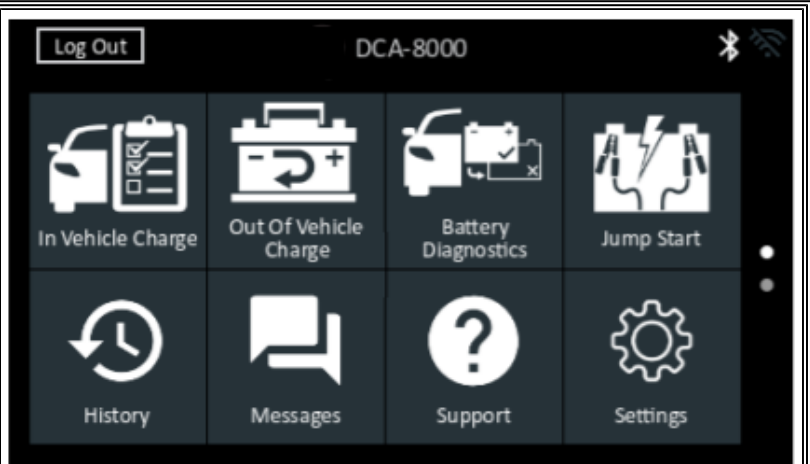 Log Out
DCA-8000
In Vehicle Charge
Out Of Vehicle
Charge
Battery
Diagnostics
Jump Start
History
Messages
Support
Settings